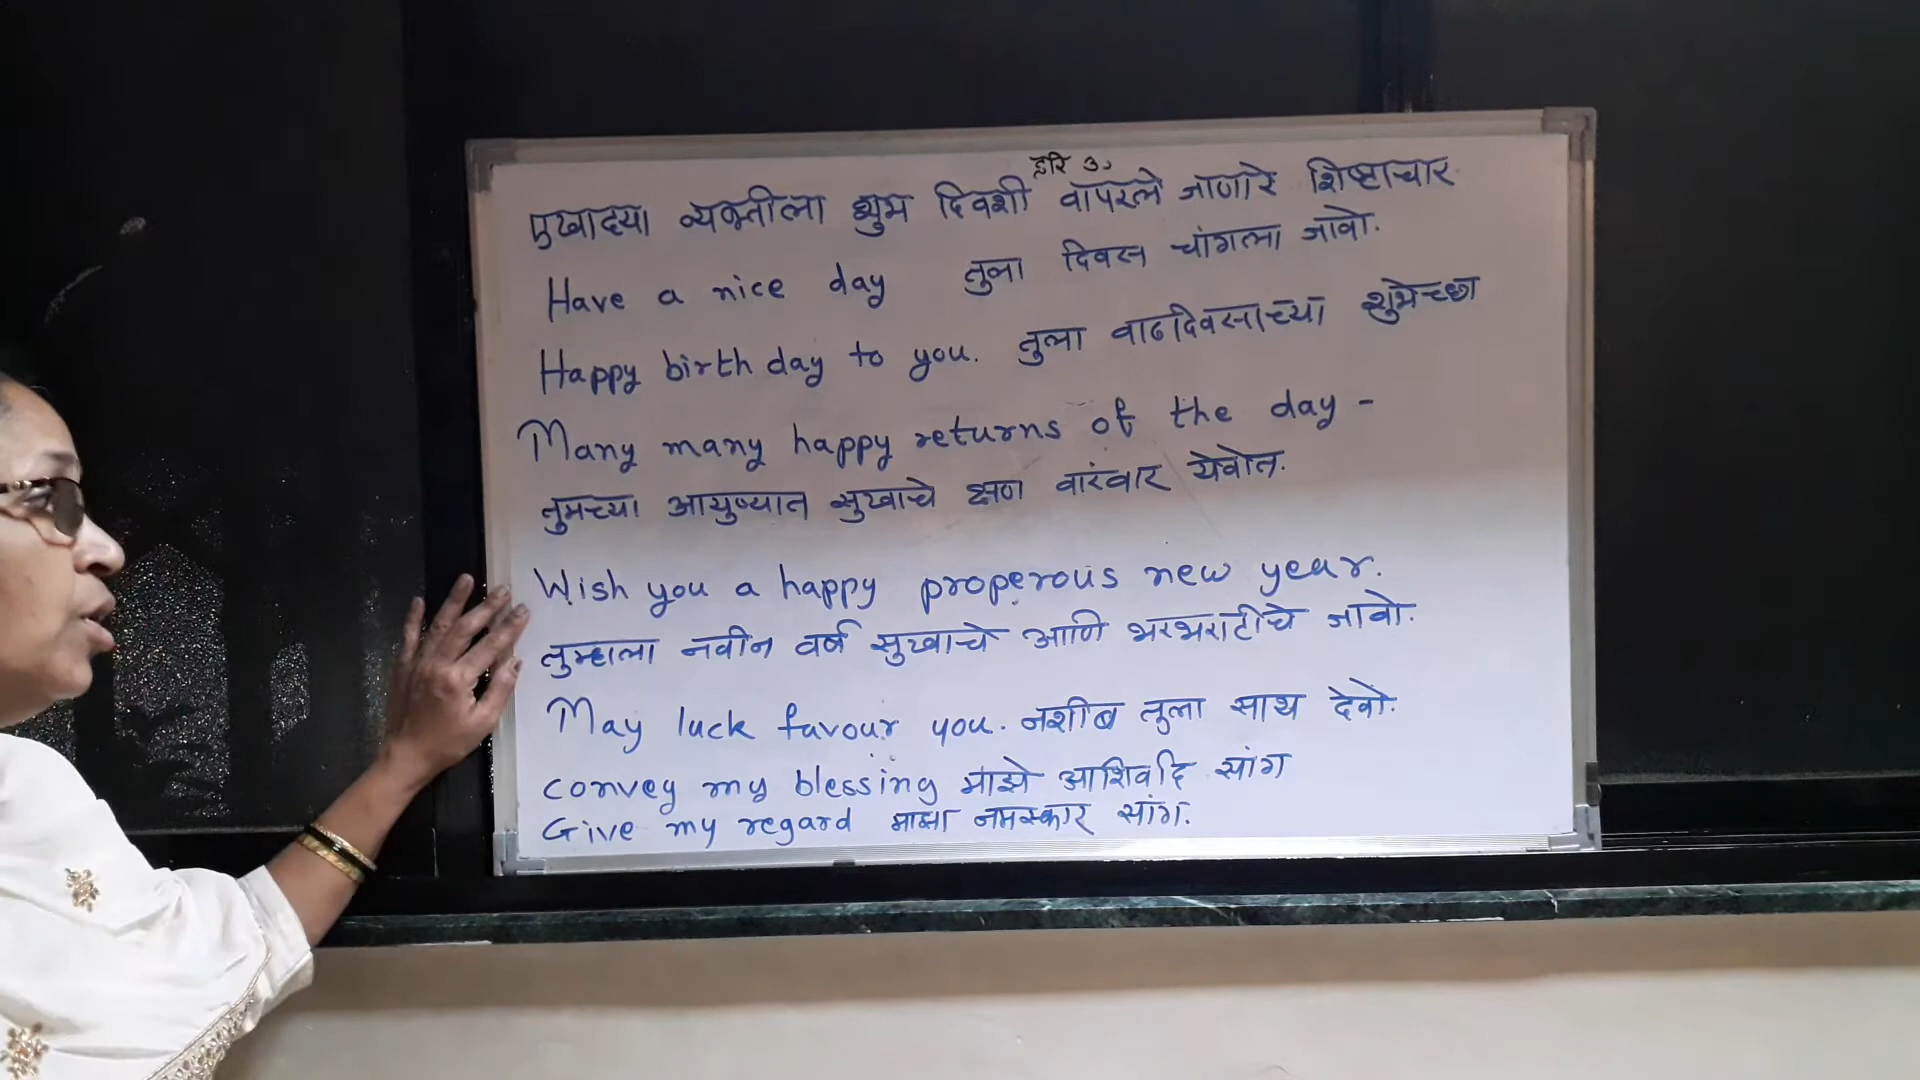 हरि ॐ
एखाद्या व्यक्तीला शुभ दिवशी वापरले जाणारे शिष्टाचार
Have a nice day तुला दिवस चांगला जावो.
Happy birth day to you. तुला वाढदिवसाच्या शुभेच्छा
Many many happy returns of the day -
तुमच्या आयुष्यात सुखाचे क्षण वारंवार येवोत.
Wish you a happy properous new year.
तुम्हाला नवीन वर्ष सुखाचे आणि भरभराटीचे जावो.
May luck favour you. नशीब तुला साथ देवो.
convey my blessing माझे आशिर्वाद सांग
Give my regard माझा नमस्कार सांग.